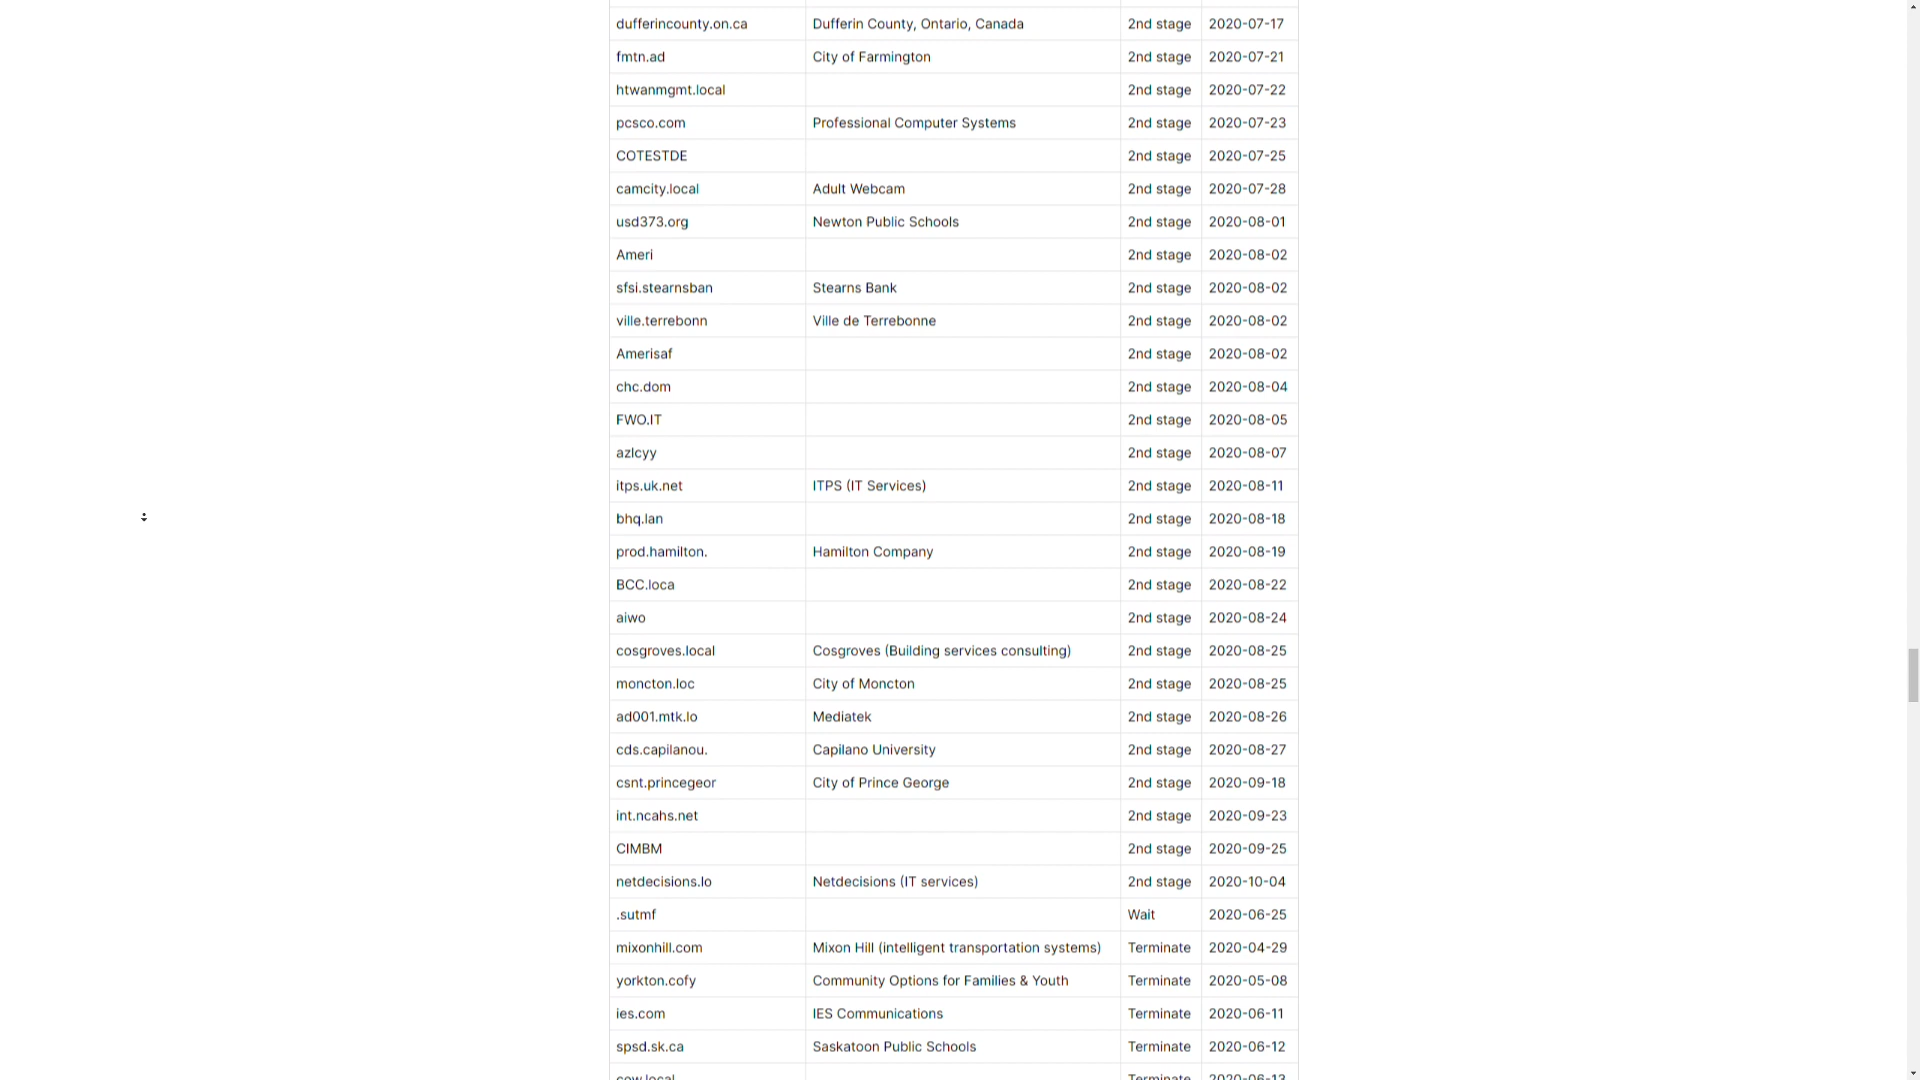 dufferincounty.on.ca Dufferin County, Ontario, Canada 2nd stage 2020-07-17
fmtn.ad City of Farmington 2nd stage 2020-07-21
htwanmgmt.local 2nd stage 2020-07-22
pcsco.com Professional Computer Systems 2nd stage 2020-07-23
COTESTDE 2nd stage 2020-07-25
camcity.local Adult Webcam 2nd stage 2020-07-28
usd373.org Newton Public Schools 2nd stage 2020-08-01
Ameri 2nd stage 2020-08-02
sfsi.stearnsban Stearns Bank 2nd stage 2020-08-02
ville.terrebonn Ville de Terrebonne 2nd stage 2020-08-02
Amerisaf 2nd stage 2020-08-02
chc.dom 2nd stage 2020-08-04
FWO.IT 2nd stage 2020-08-05
azlcyy 2nd stage 2020-08-07
itps.uk.net ITPS (IT Services) 2nd stage 2020-08-11
bhq.lan 2nd stage 2020-08-18
prod.hamilton. Hamilton Company 2nd stage 2020-08-19
BCC.loca 2nd stage 2020-08-22
aiwo 2nd stage 2020-08-24
cosgroves.local Cosgroves (Building services consulting) 2nd stage 2020-08-25
moncton.loc City of Moncton 2nd stage 2020-08-25
ad001.mtk.lo Mediatek 2nd stage 2020-08-26
cds.capilanou. Capilano University 2nd stage 2020-08-27
csnt.princegeor City of Prince George 2nd stage 2020-09-18
int.ncahs.net 2nd stage 2020-09-23
CIMBM 2nd stage 2020-09-25
netdecisions.lo Netdecisions (IT services) 2nd stage 2020-10-04
.sutmf Wait 2020-06-25
mixonhill.com Mixon Hill (intelligent transportation systems) Terminate 2020-04-29
yorkton.cofy Community Options for Families & Youth Terminate 2020-05-08
ies.com IES Communications Terminate 2020-06-11
spsd.sk.ca Saskatoon Public Schools Terminate 2020-06-12
cow.local Terminate 2020-06-13